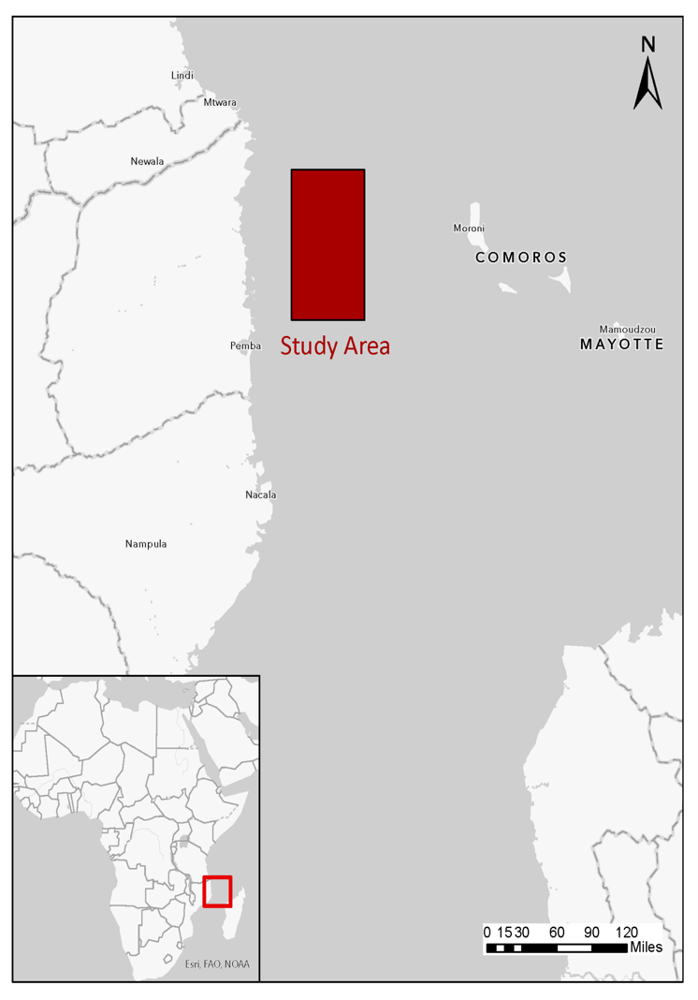 N
Lindi
Mtwara
Newala
Moroni
COMOROS
Mamoudzou
MAYOTTE
Pemba
Study Area
Nacala
Nampula
0 15 30 60 90 120
Miles
Esri, FAO, NOAA